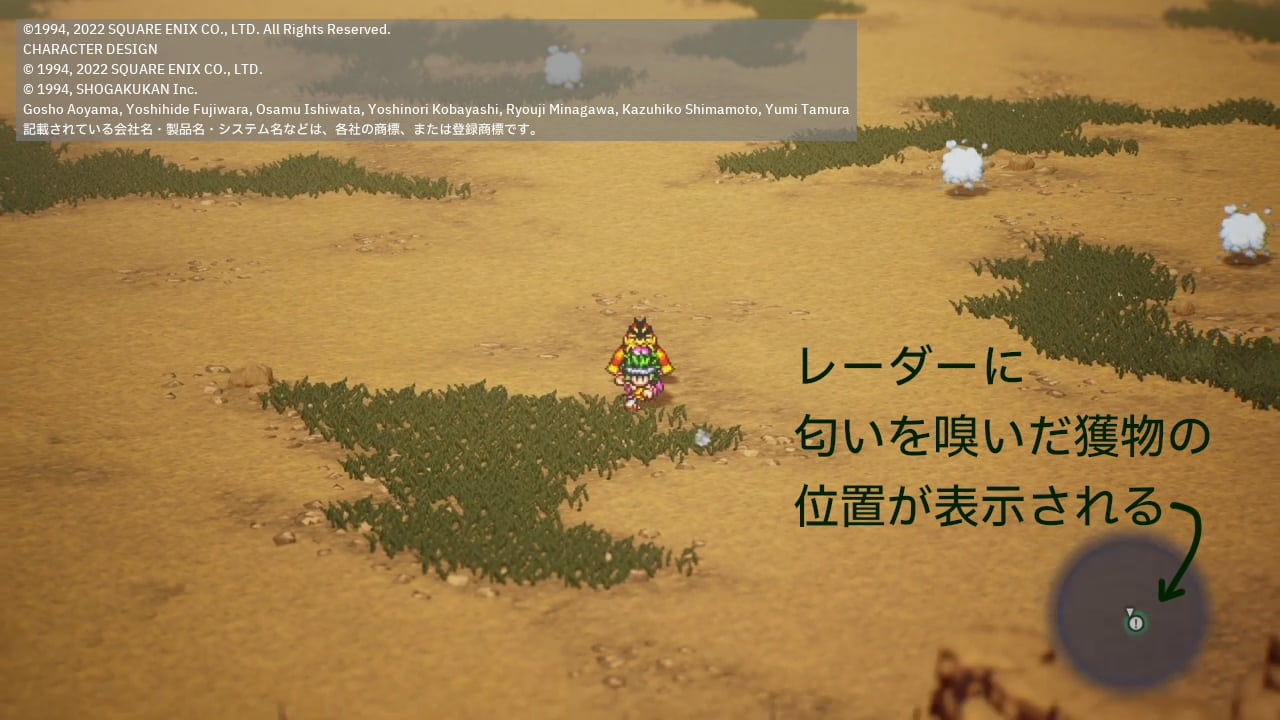 ©1994, 2022 SQUARE ENIX CO., LTD. All Rights Reserved.
CHARACTER DESIGN
© 1994, 2022 SQUARE ENIX CO., LTD.
© 1994, SHOGAKUKAN Inc.
Gosho Aoyama, Yoshihide Fujiwara, Osamu Ishiwata, Yoshinori Kobayashi, Ryouji Minagawa, Kazuhiko Shimamoto, Yumi Tamura
記載されている会社名・製品名・システム名などは、各社の商標、または登録商標です。
レーダーに
匂いを嗅いだ獲物の
位置が表示される
!